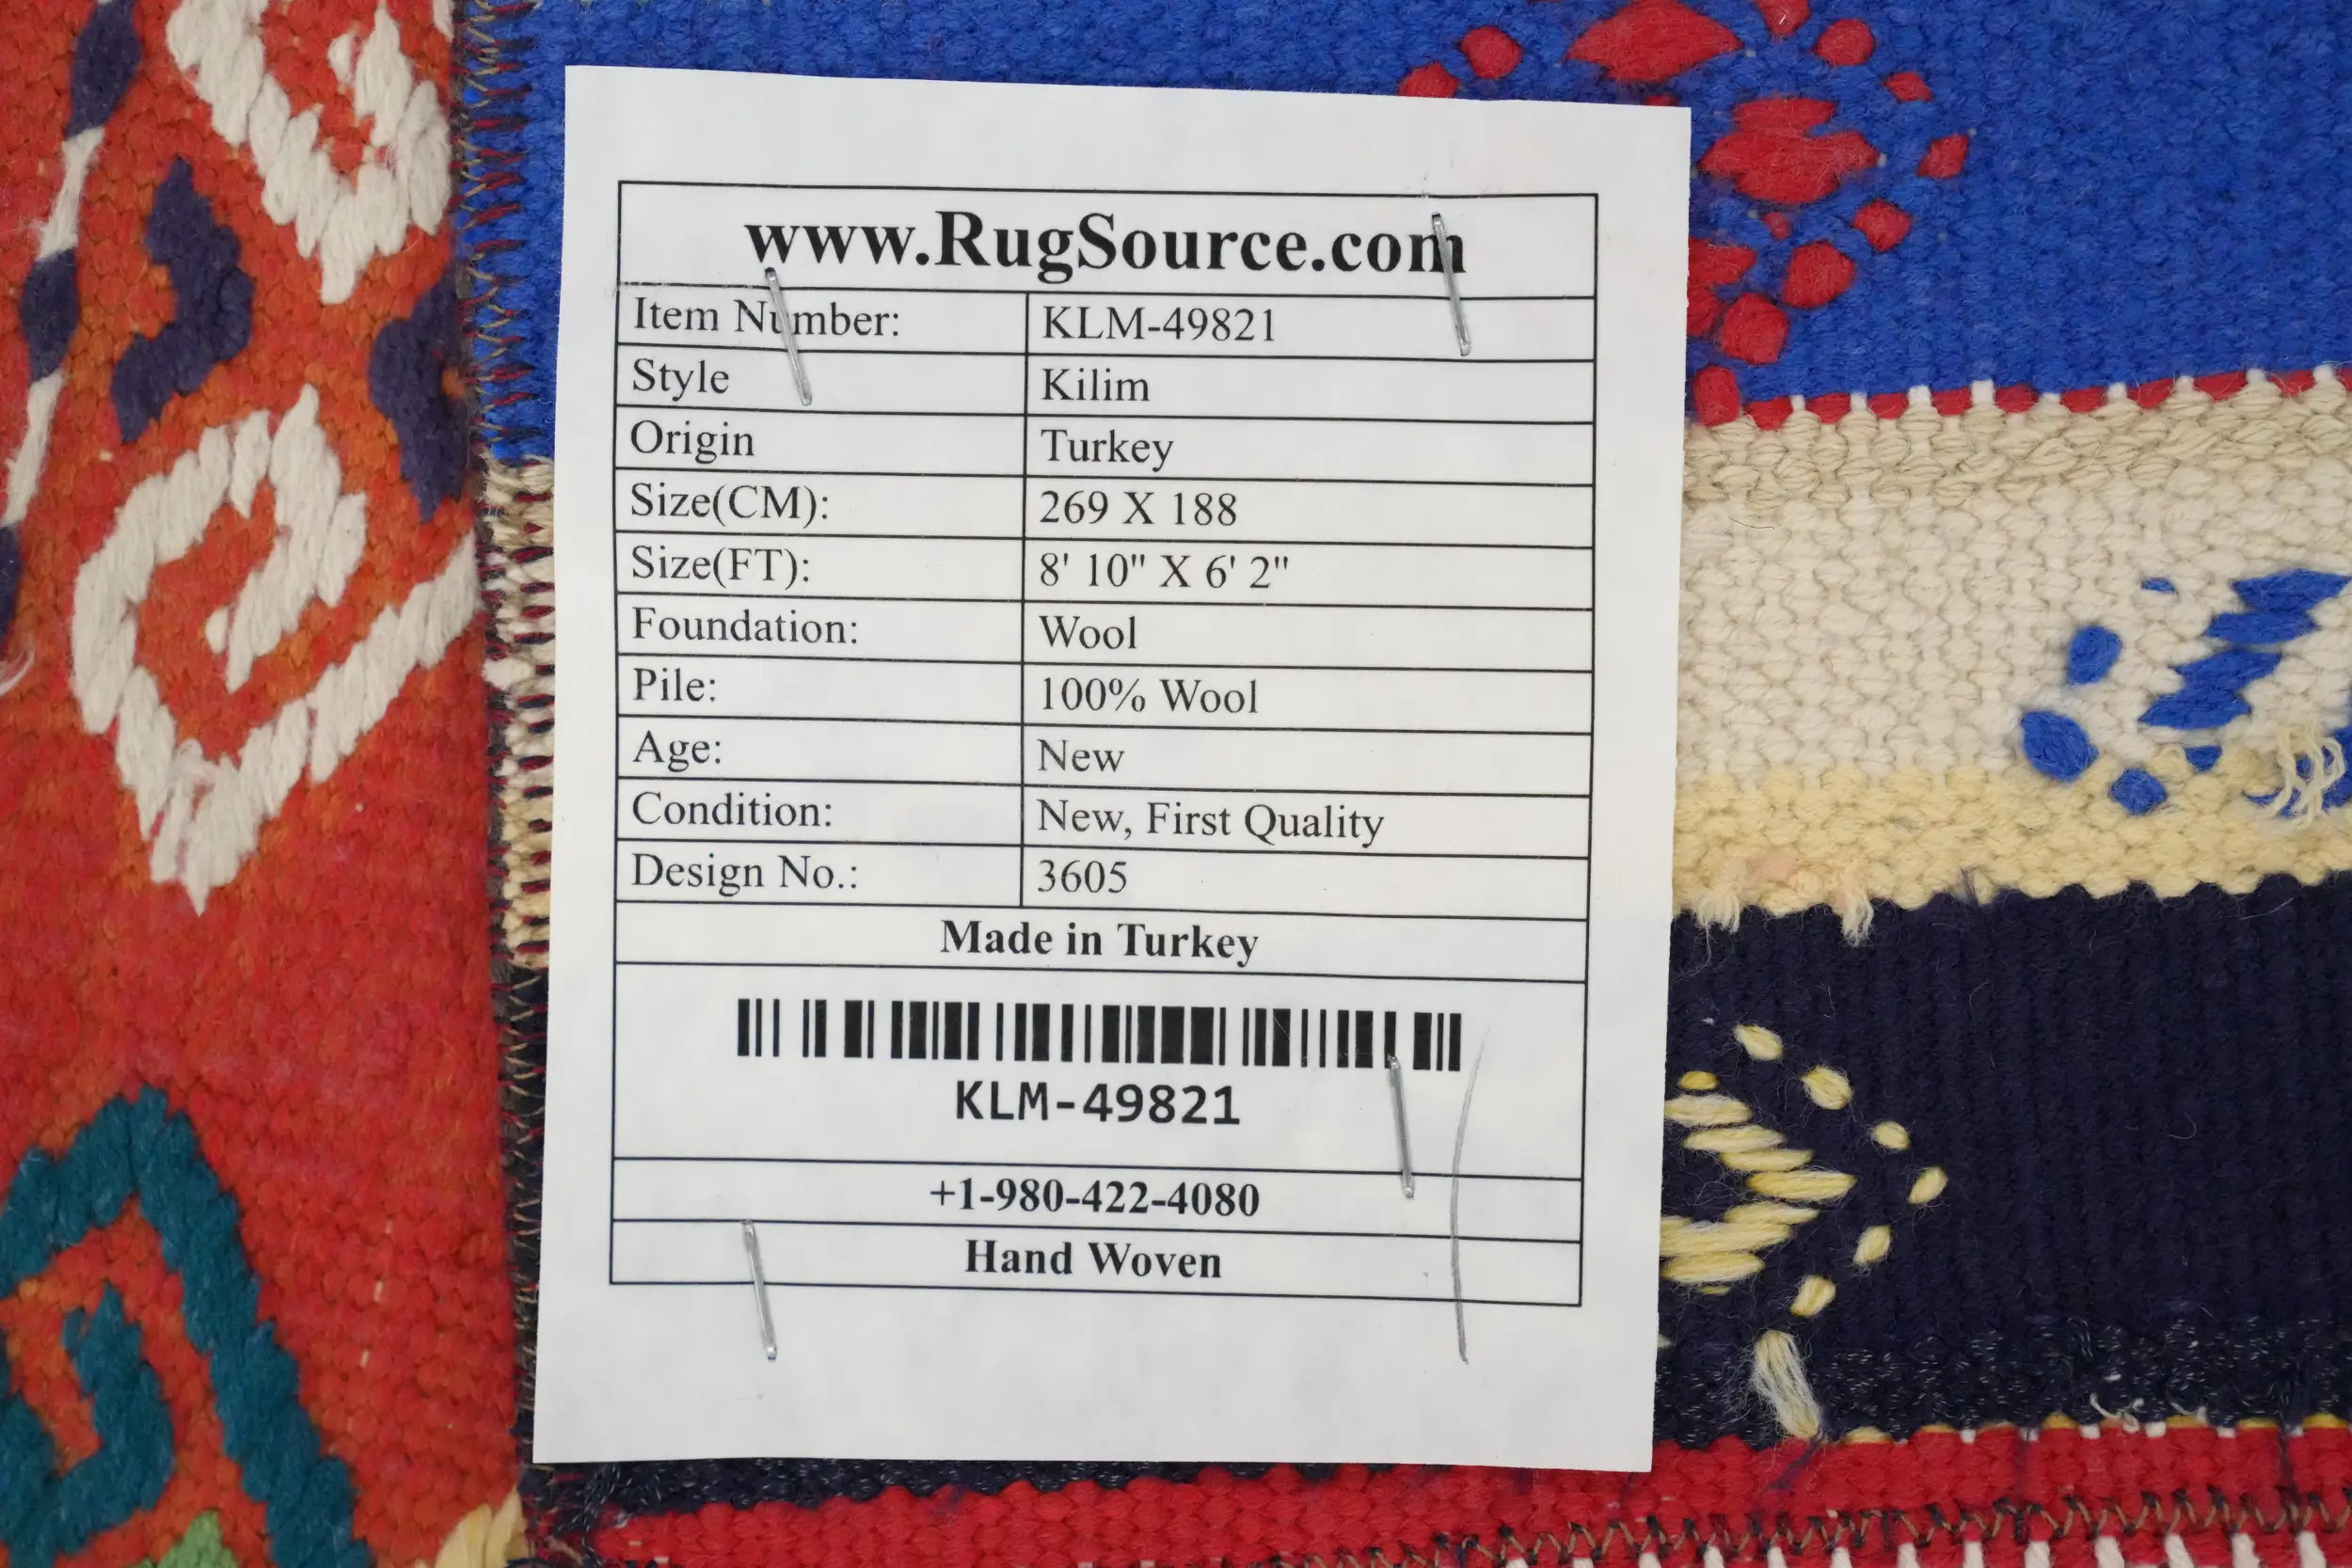 www.RugSource.com
Item Number: KLM-49821
Style Kilim
Origin Turkey
Size(CM): 269 X 188
Size(FT): 8' 10" X 6' 2"
Foundation: Wool
Pile: 100% Wool
Age: New
Condition: New, First Quality
Design No.: 3605
Made in Turkey
KLM-49821
+1-980-422-4080
Hand Woven